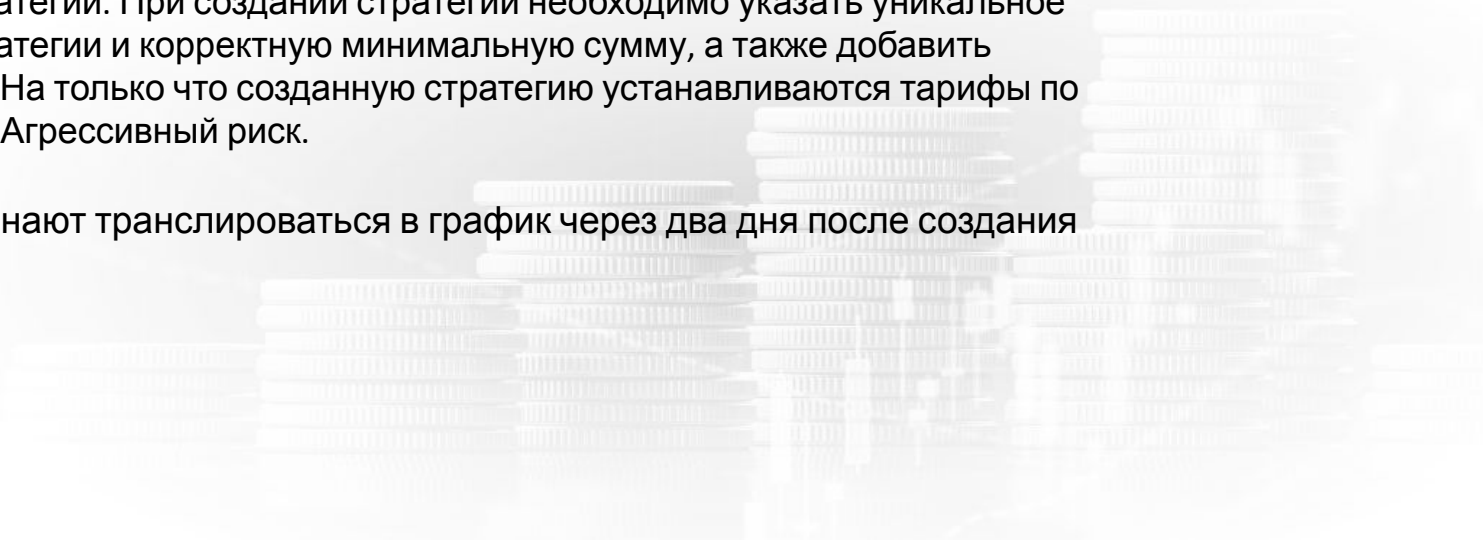 атегии. При создании стратегии необходимо указать уникальное
атегии и корректную минимальную сумму, а также добавить
На только что созданную стратегию устанавливаются тарифы по
Агрессивный риск.
нают транслироваться в график через два дня после создания